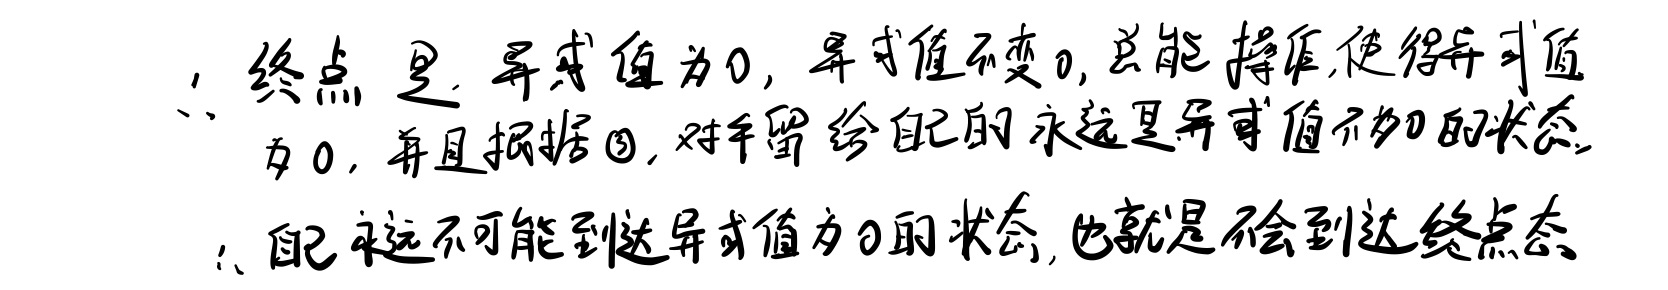 ∴ 终点是异或值为0，异或值不变0，总能操作，使得异或值
为0，并且据据③，对手留给自己的永远是异或值不为0的状态，
∴ 自己永远不可能到达异或值为0的状态，也就是不会到达终点态